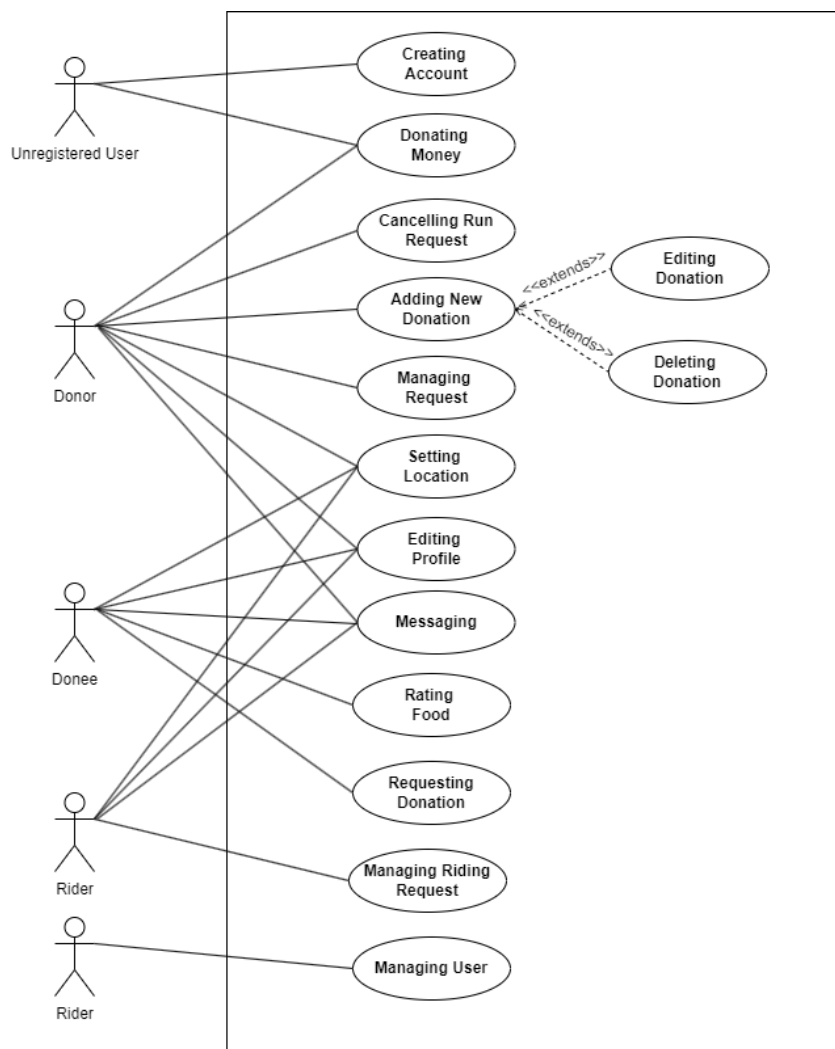 Creating
Account
Unregistered User
Donating
Money
Cancelling Run
Request
<<extends>>
Editing
Donation
Adding New
Donation
<<extends>>
Deleting
Donation
Donor
Managing
Request
Setting
Location
Editing
Profile
Messaging
Donee
Rating
Food
Requesting
Donation
Rider
Managing Riding
Request
Managing User
Rider